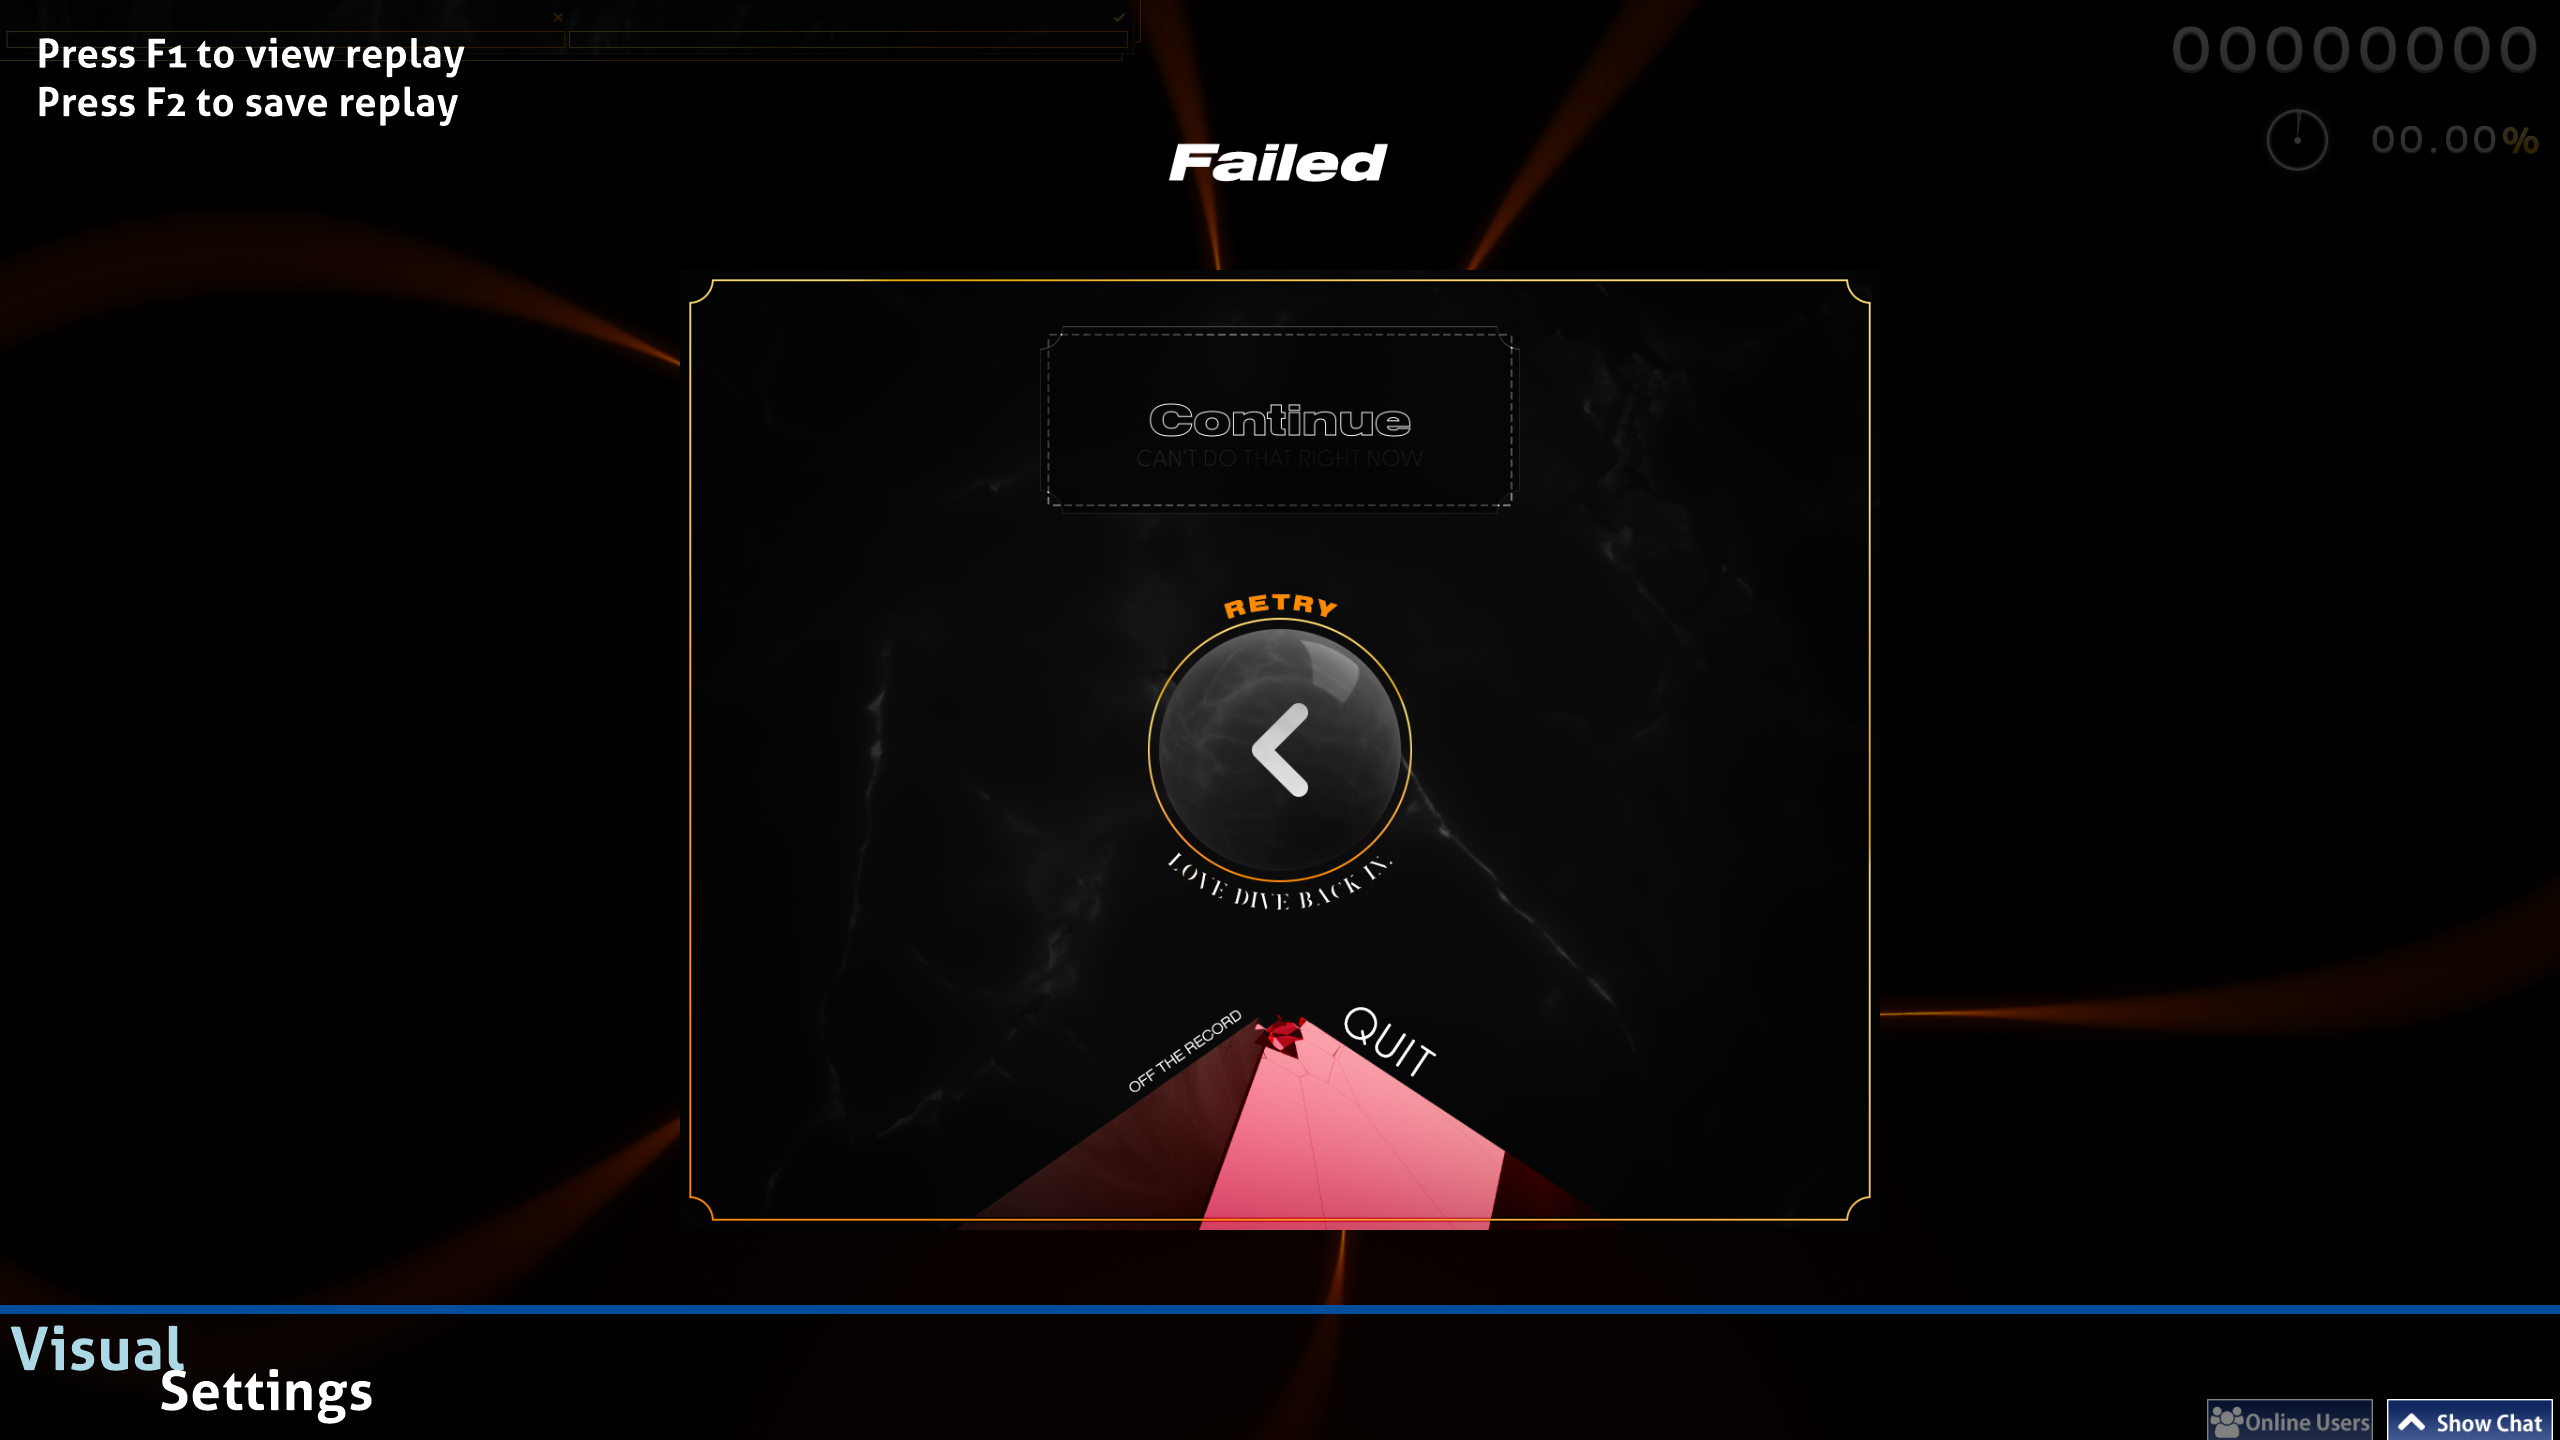 Press F1 to view replay
Press F2 to save replay
00000000
00.00%
Failed
Continue
CAN'T DO THAT RIGHT NOW
RETRY
LOVE DIVE BACK IN.
OFF THE RECORD
QUIT
Visual
Settings
Online Users
Show Chat